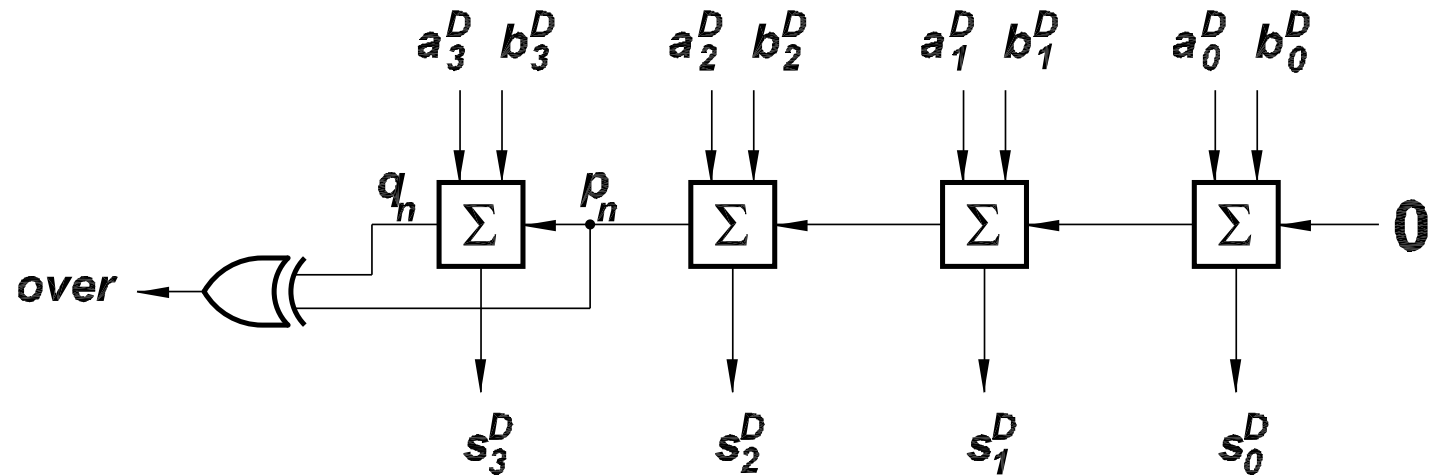 a₃ᴰ b₃ᴰ a₂ᴰ b₂ᴰ a₁ᴰ b₁ᴰ a₀ᴰ b₀ᴰ
qₙ Σ pₙ Σ Σ Σ 0
over
s₃ᴰ s₂ᴰ s₁ᴰ s₀ᴰ